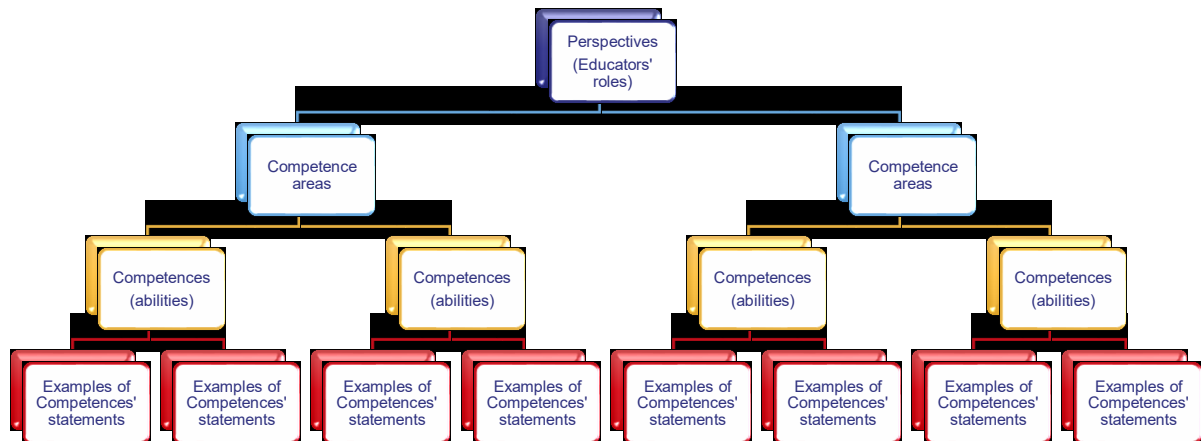 Perspectives
(Educators'
roles)
Competence
areas
Competence
areas
Competences
(abilities)
Competences
(abilities)
Competences
(abilities)
Competences
(abilities)
Examples of
Competences'
statements
Examples of
Competences'
statements
Examples of
Competences'
statements
Examples of
Competences'
statements
Examples of
Competences'
statements
Examples of
Competences'
statements
Examples of
Competences'
statements
Examples of
Competences'
statements